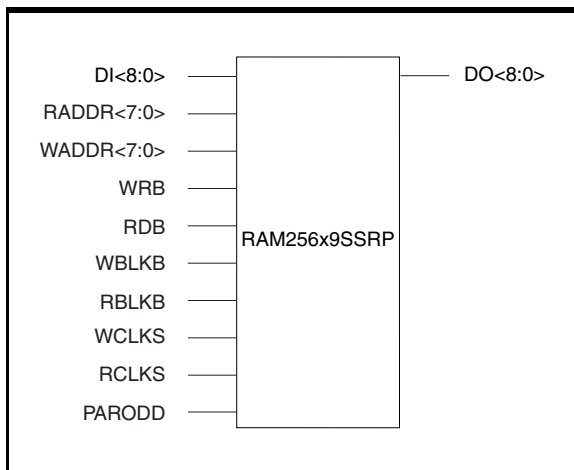 DI<8:0>
DO<8:0>
RADDR<7:0>
WADDR<7:0>
WRB
RDB
RAM256x9SSRP
WBLKB
RBLKB
WCLKS
RCLKS
PARODD